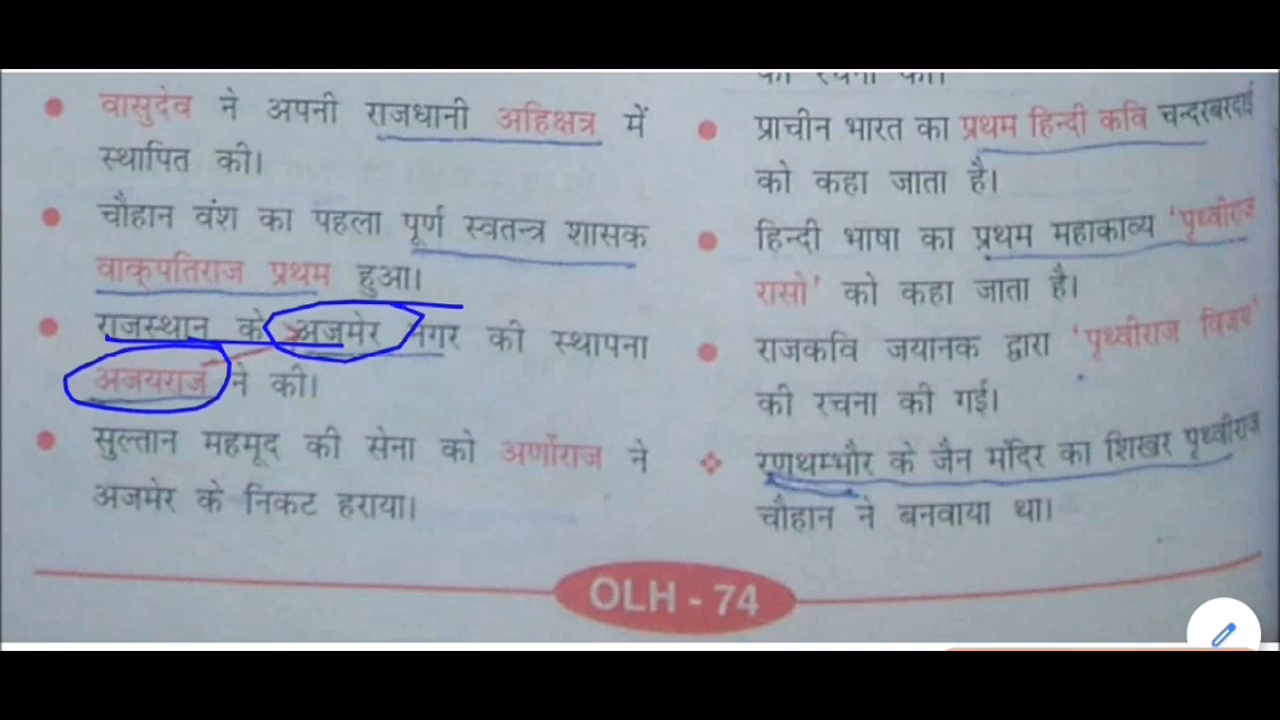 वासुदेव ने अपनी राजधानी अहिक्षत्र में
स्थापित की।
चौहान वंश का पहला पूर्ण स्वतन्त्र शासक
वाक्पतिराज प्रथम हुआ।
राजस्थान के अजमेर नगर की स्थापना
अजयराज ने की।
सुल्तान महमूद की सेना को अर्णोराज ने
अजमेर के निकट हराया।
की रचना की।
प्राचीन भारत का प्रथम हिन्दी कवि चन्दरबरदाई
को कहा जाता है।
हिन्दी भाषा का प्रथम महाकाव्य 'पृथ्वीराज
रासो' को कहा जाता है।
राजकवि जयानक द्वारा 'पृथ्वीराज विजय'
की रचना की गई।
रणथम्भौर के जैन मंदिर का शिखर पृथ्वीराज
चौहान ने बनवाया था।
OLH - 74